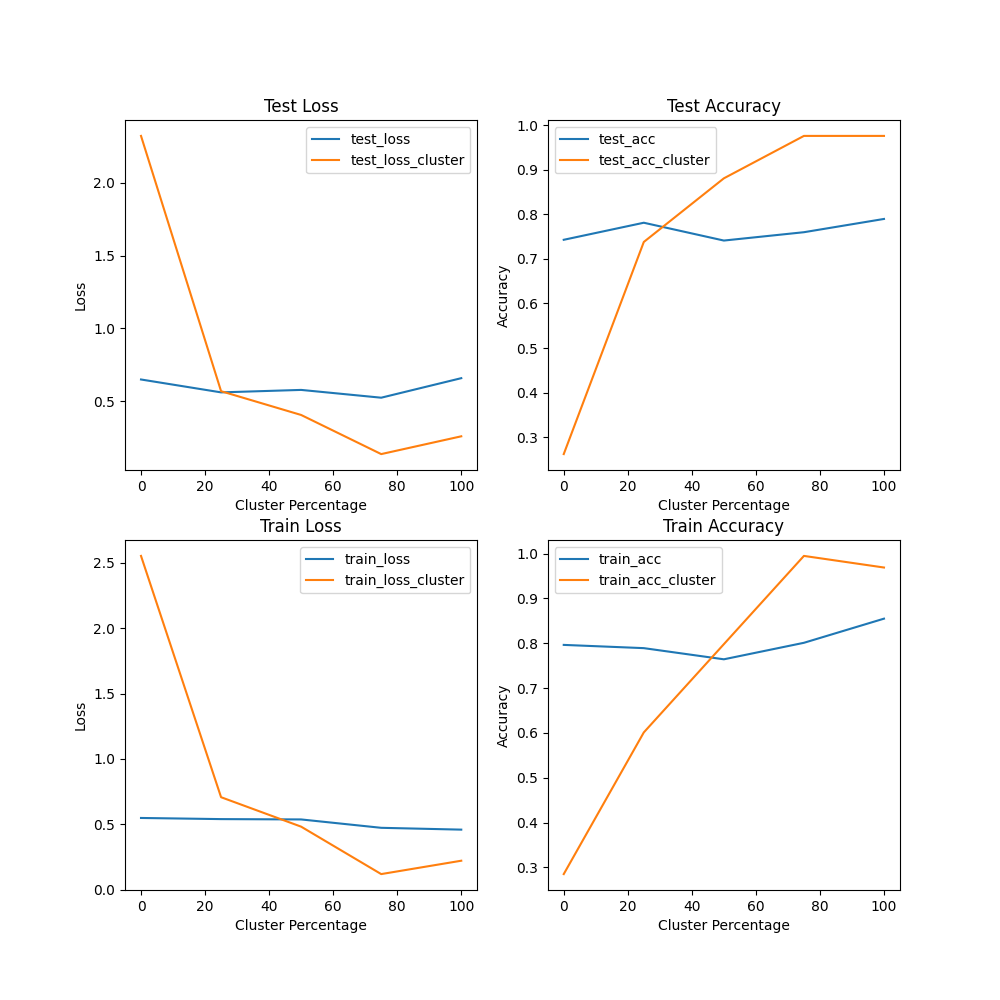 Test Loss
test_loss
test_loss_cluster
2.0
1.5
1.0
0.5
Loss
0 20 40 60 80 100
Cluster Percentage
Test Accuracy
test_acc
test_acc_cluster
1.0
0.9
0.8
0.7
0.6
0.5
0.4
0.3
Accuracy
0 20 40 60 80 100
Cluster Percentage
Train Loss
train_loss
train_loss_cluster
2.5
2.0
1.5
1.0
0.5
0.0
Loss
0 20 40 60 80 100
Cluster Percentage
Train Accuracy
train_acc
train_acc_cluster
1.0
0.9
0.8
0.7
0.6
0.5
0.4
0.3
Accuracy
0 20 40 60 80 100
Cluster Percentage